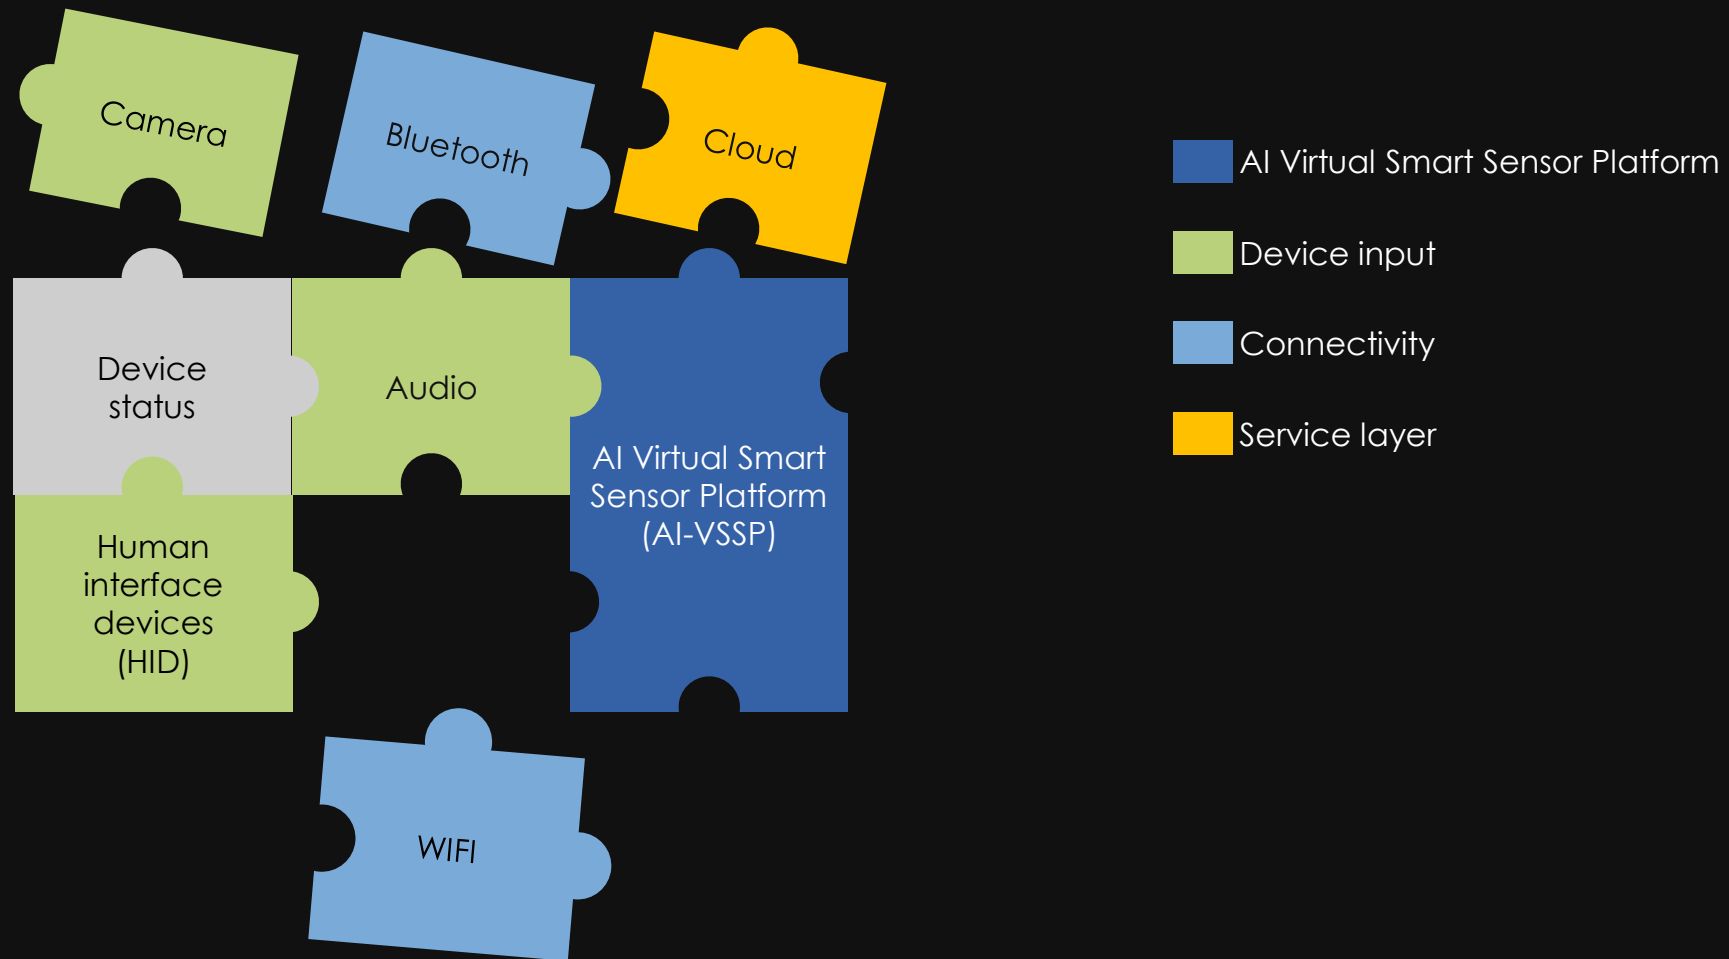 Camera
Bluetooth
Cloud
Device
status
Audio
AI Virtual Smart
Sensor Platform
(AI-VSSP)
Human
interface
devices
(HID)
WIFI
AI Virtual Smart Sensor Platform
Device input
Connectivity
Service layer